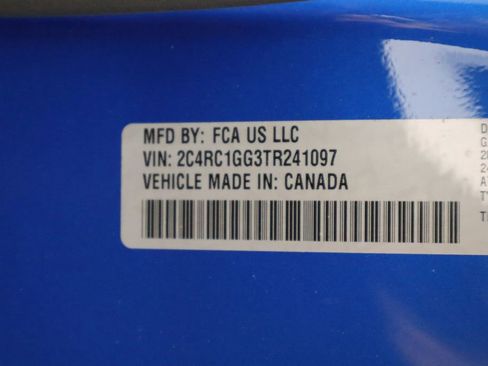 MFD BY: FCA US LLC
VIN: 2C4RC1GG3TR241097
VEHICLE MADE IN: CANADA